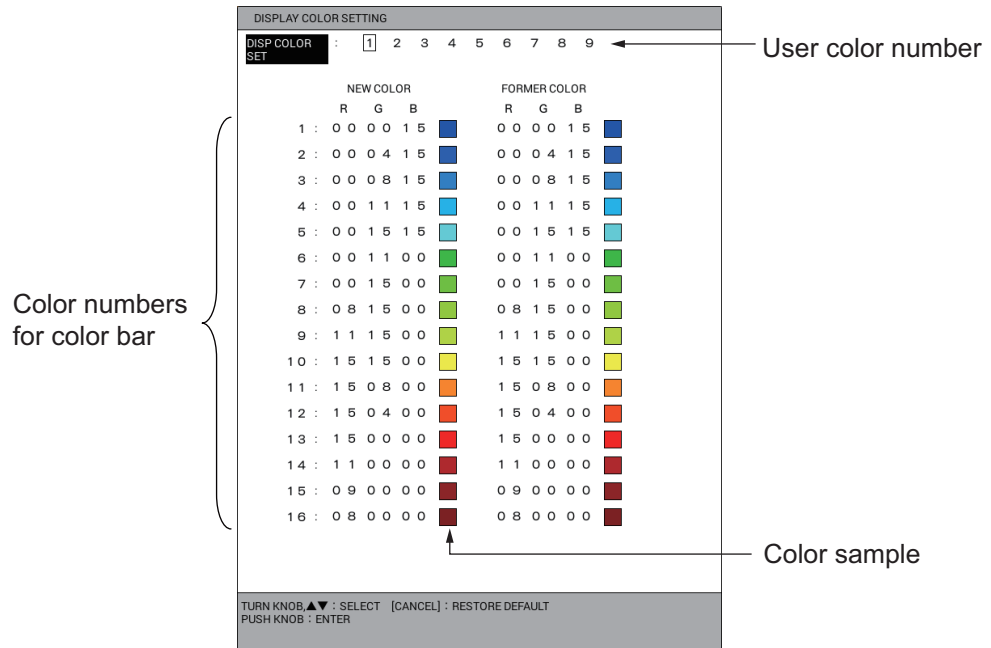 DISPLAY COLOR SETTING
DISP COLOR SET : 1 2 3 4 5 6 7 8 9
User color number
NEW COLOR FORMER COLOR
R G B R G B
1 : 00 00 15 00 00 15
2 : 00 04 15 00 04 15
3 : 00 08 15 00 08 15
4 : 00 11 15 00 11 15
5 : 00 15 15 00 15 15
6 : 00 11 00 00 11 00
7 : 00 15 00 00 15 00
8 : 08 15 00 08 15 00
9 : 11 15 00 11 15 00
10 : 15 15 00 15 15 00
11 : 15 08 00 15 08 00
12 : 15 04 00 15 04 00
13 : 15 00 00 15 00 00
14 : 11 00 00 11 00 00
15 : 09 00 00 09 00 00
16 : 08 00 00 08 00 00
Color numbers
for color bar
Color sample
TURN KNOB,▲▼ : SELECT [CANCEL] : RESTORE DEFAULT
PUSH KNOB : ENTER